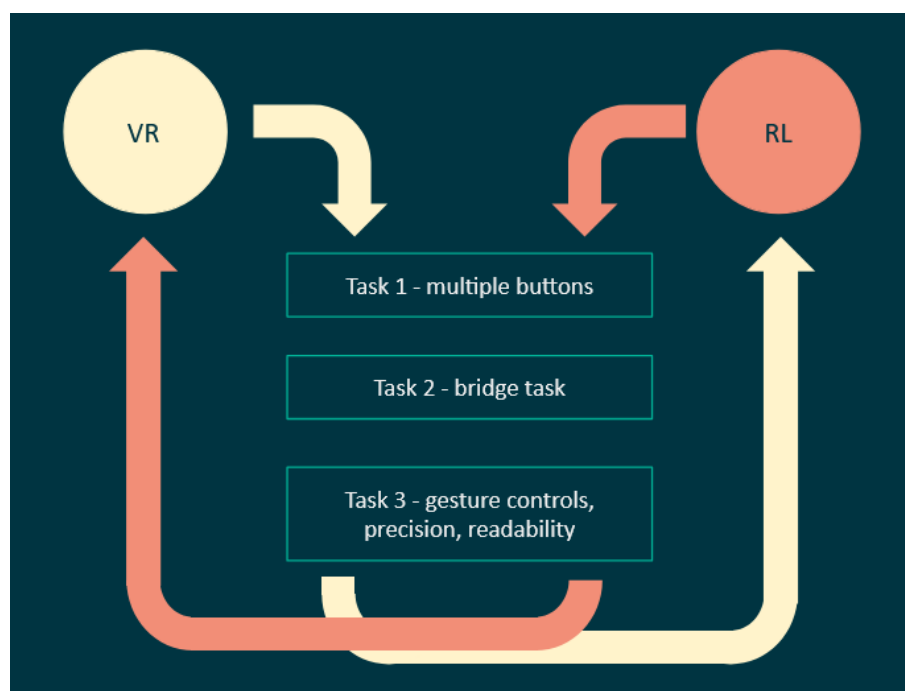 VR
RL
Task 1 - multiple buttons
Task 2 - bridge task
Task 3 - gesture controls,
precision, readability